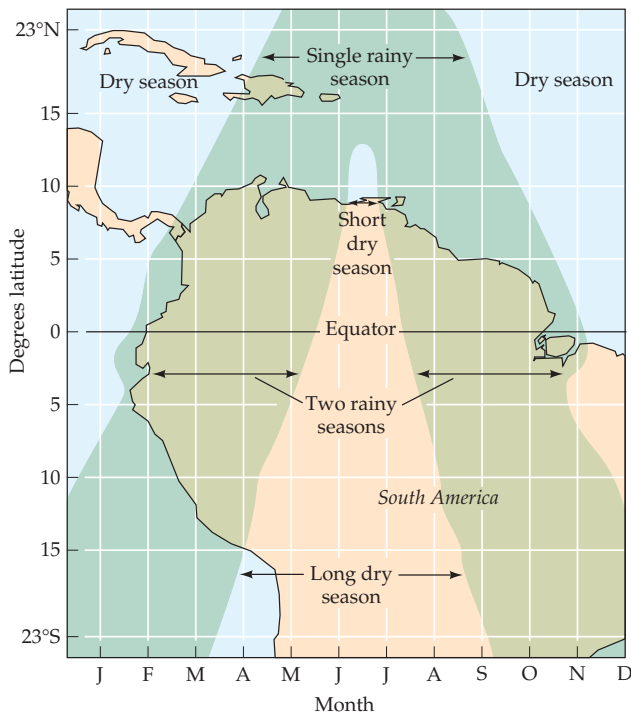 23°N
Single rainy
season
Dry season
Dry season
15
10
Short
dry
season
5
Degrees latitude
Equator
0
Two rainy
seasons
5
10
South America
15
Long dry
season
23°S
J F M A M J J A S O N D
Month